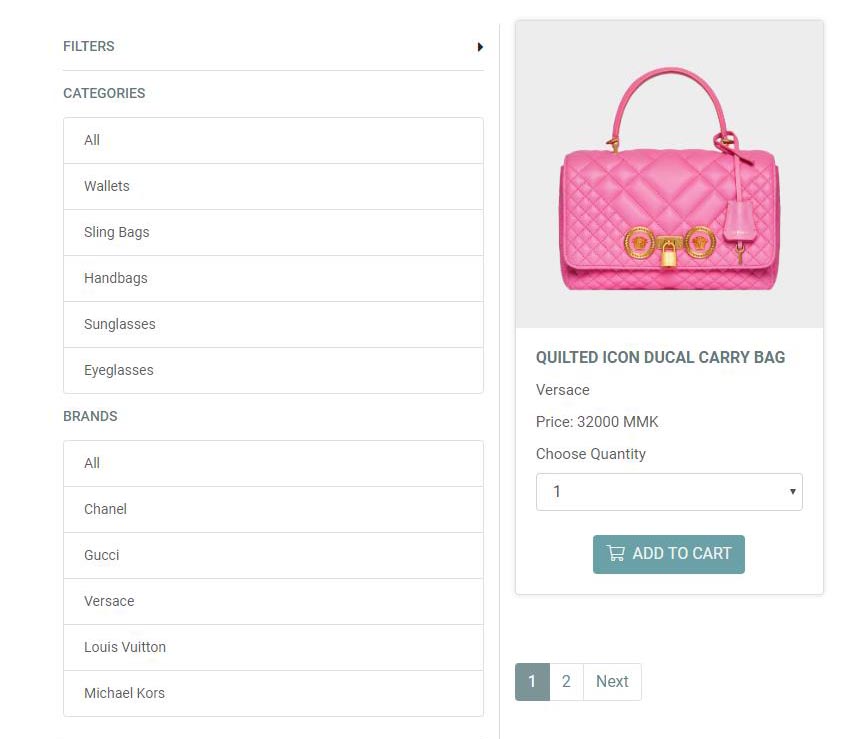 FILTERS
CATEGORIES
All
Wallets
Sling Bags
Handbags
Sunglasses
Eyeglasses
BRANDS
All
Chanel
Gucci
Versace
Louis Vuitton
Michael Kors
QUILTED ICON DUCAL CARRY BAG
Versace
Price: 32000 MMK
Choose Quantity
1
ADD TO CART
1 2 Next